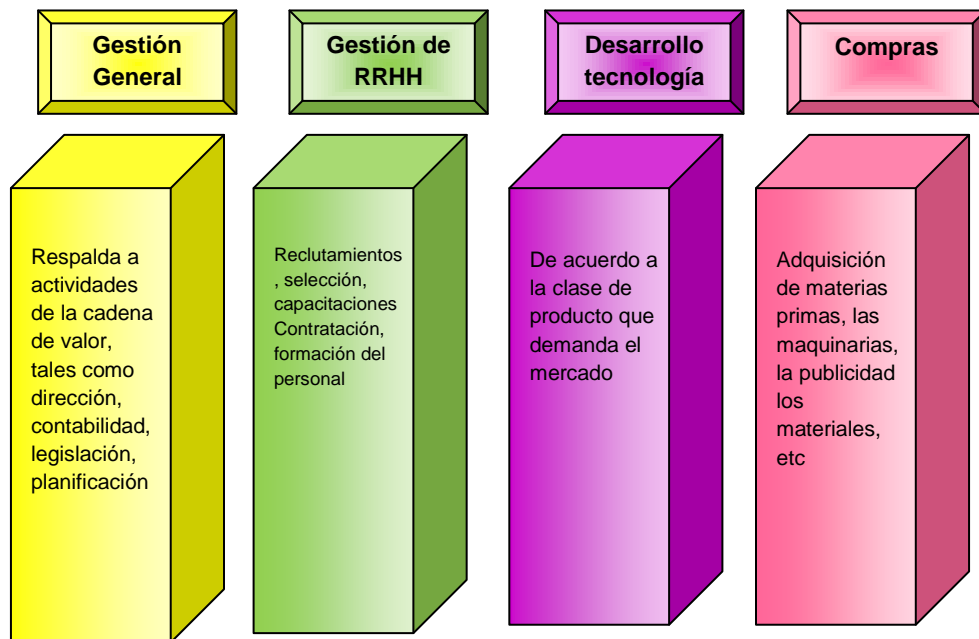 Gestión
General
Respalda a
actividades
de la cadena
de valor,
tales como
dirección,
contabilidad,
legislación,
planificación
Gestión de
RRHH
Reclutamientos
, selección,
capacitaciones
Contratación,
formación del
personal
Desarrollo
tecnología
De acuerdo a
la clase de
producto que
demanda el
mercado
Compras
Adquisición
de materias
primas, las
maquinarias,
la publicidad
los
materiales,
etc